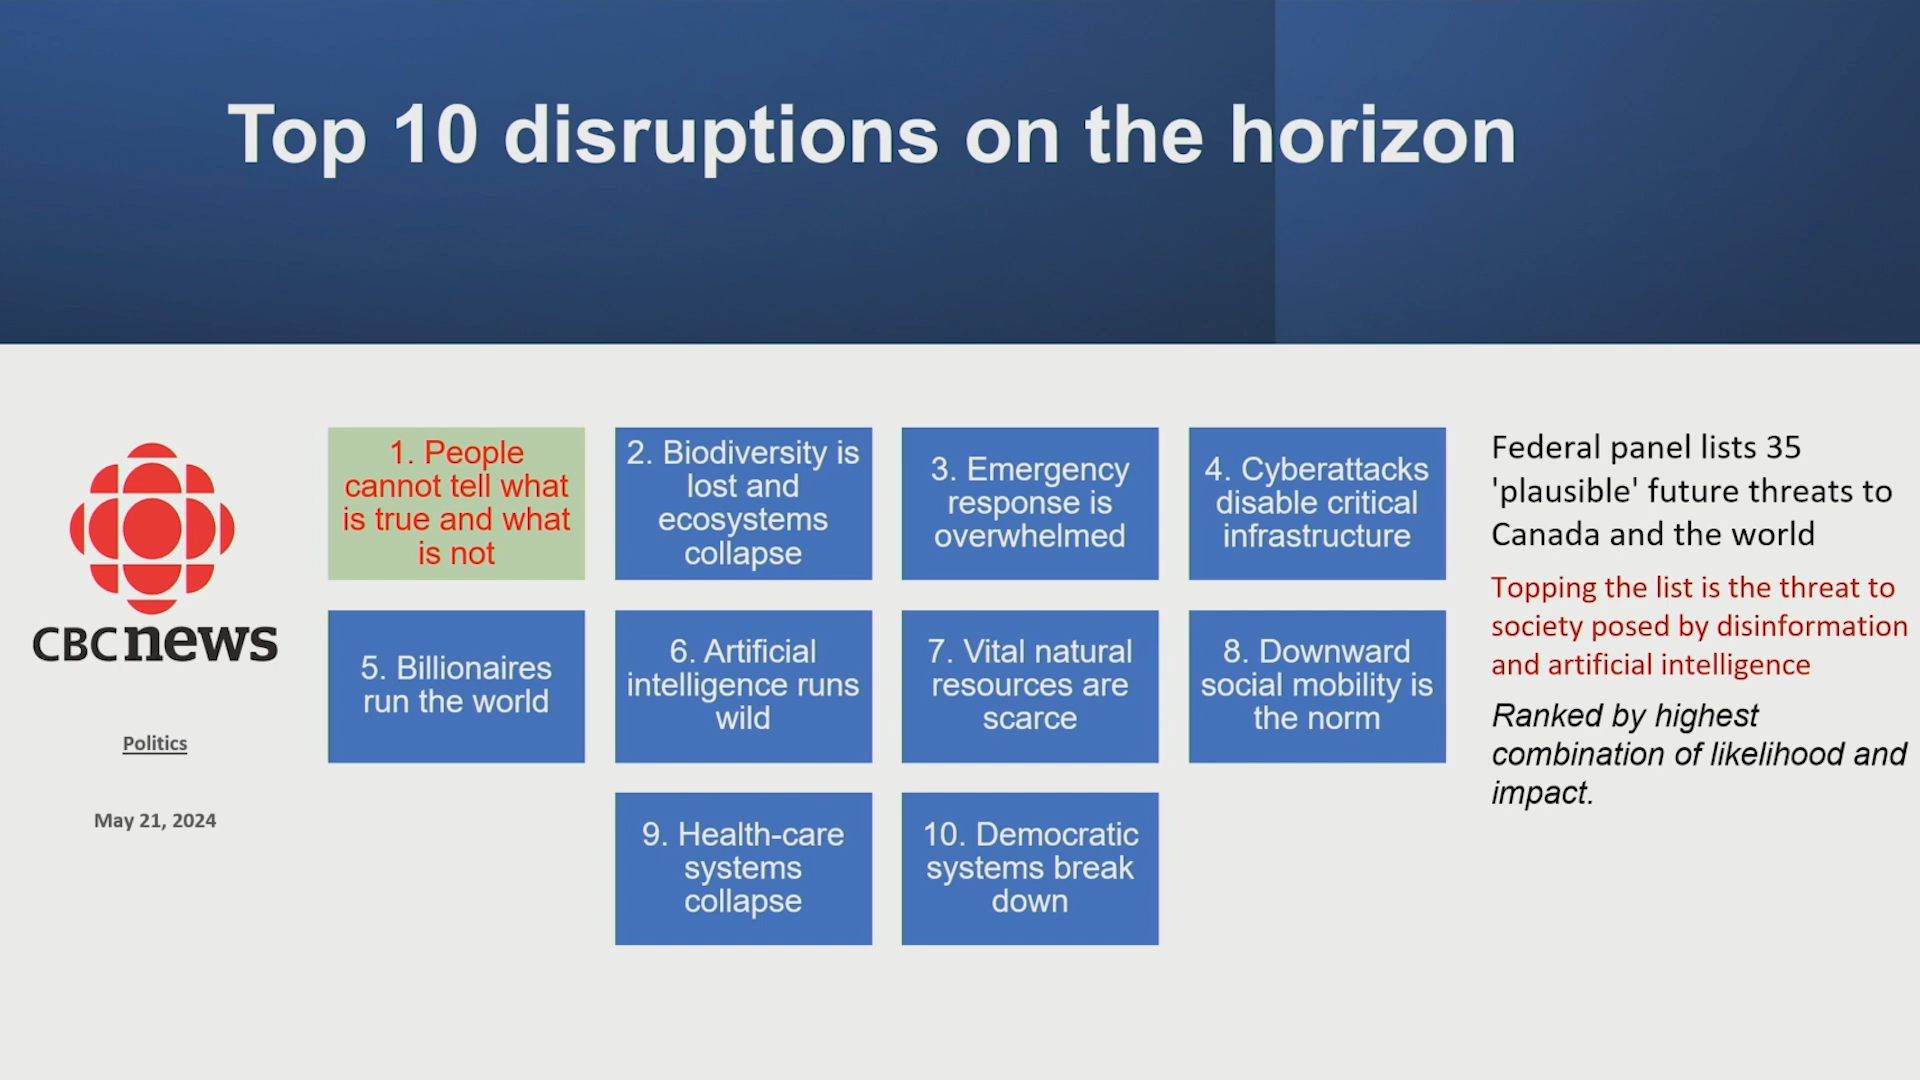 Top 10 disruptions on the horizon
CBC news
Politics
May 21, 2024
1. People
cannot tell what
is true and what
is not
2. Biodiversity is
lost and
ecosystems
collapse
3. Emergency
response is
overwhelmed
4. Cyberattacks
disable critical
infrastructure
5. Billionaires
run the world
6. Artificial
intelligence runs
wild
7. Vital natural
resources are
scarce
8. Downward
social mobility is
the norm
9. Health-care
systems
collapse
10. Democratic
systems break
down
Federal panel lists 35
'plausible' future threats to
Canada and the world
Topping the list is the threat to
society posed by disinformation
and artificial intelligence
Ranked by highest
combination of likelihood and
impact.